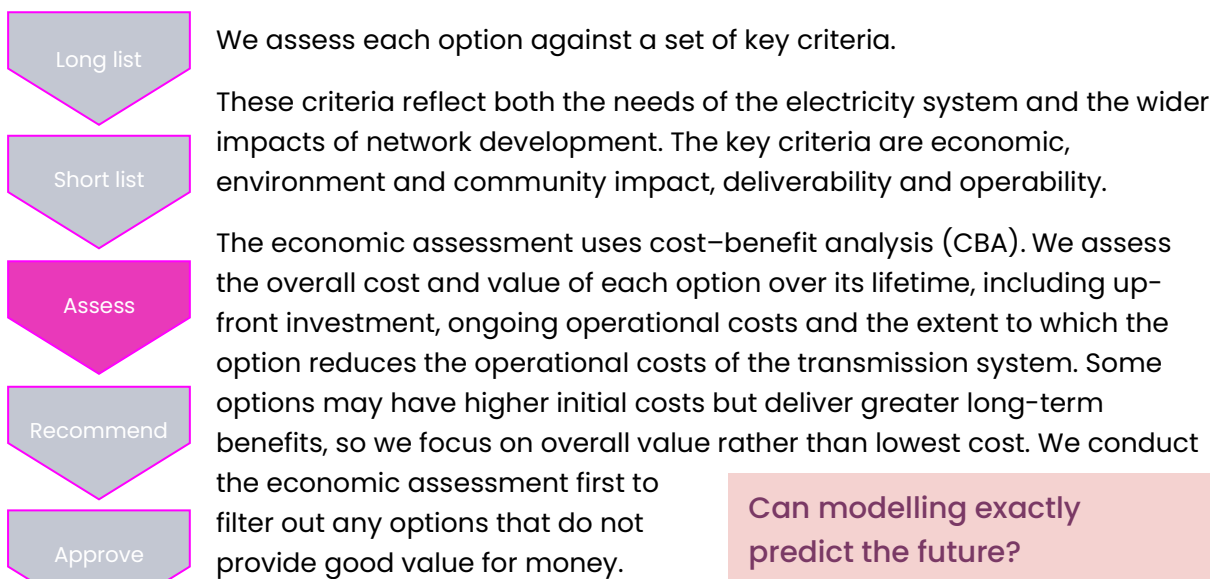 Long list
Short list
Assess
Recommend
Approve
We assess each option against a set of key criteria.
These criteria reflect both the needs of the electricity system and the wider
impacts of network development. The key criteria are economic,
environment and community impact, deliverability and operability.
The economic assessment uses cost–benefit analysis (CBA). We assess
the overall cost and value of each option over its lifetime, including up-
front investment, ongoing operational costs and the extent to which the
option reduces the operational costs of the transmission system. Some
options may have higher initial costs but deliver greater long-term
benefits, so we focus on overall value rather than lowest cost. We conduct
the economic assessment first to
filter out any options that do not
provide good value for money.
Can modelling exactly
predict the future?